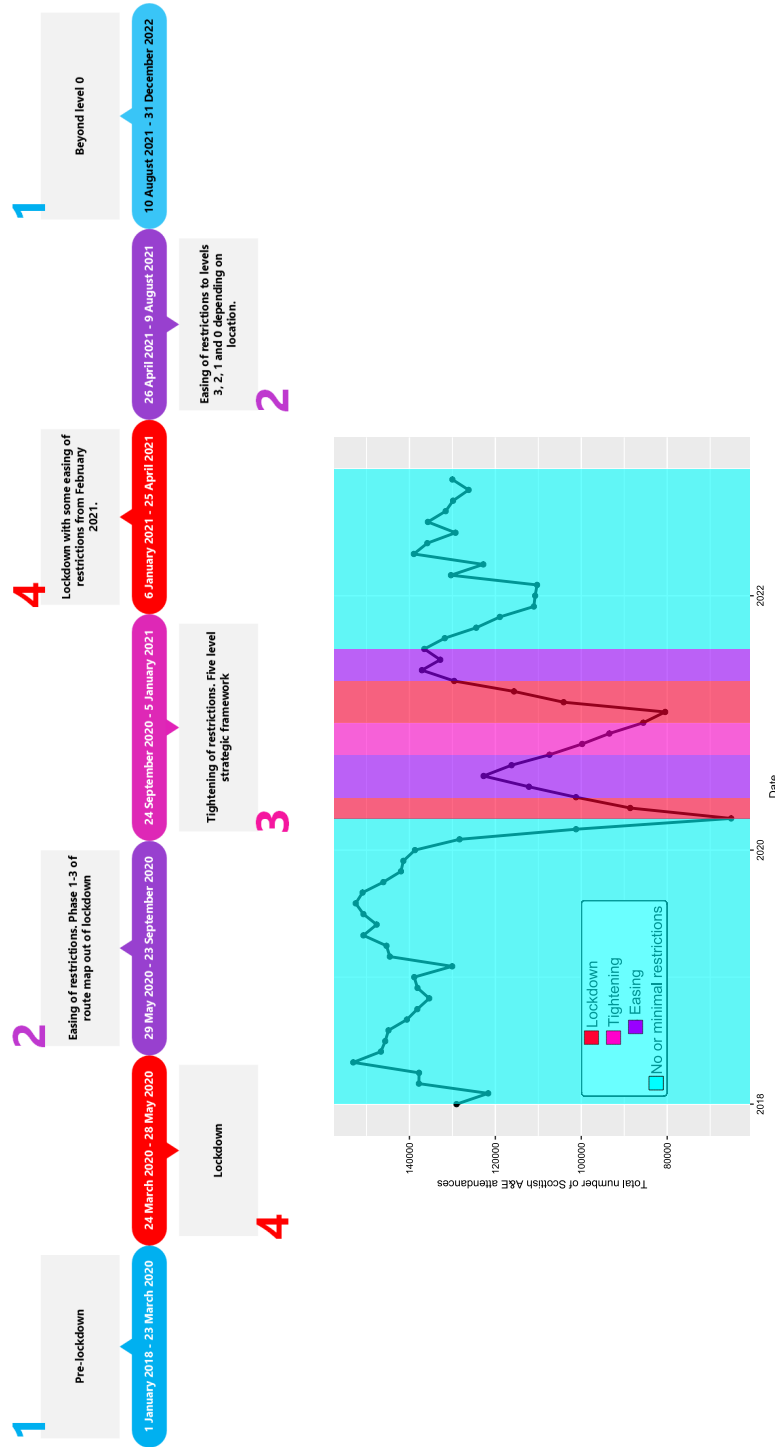 1
Pre-lockdown
1 January 2018 - 23 March 2020
24 March 2020 - 28 May 2020
Lockdown
4
2
Easing of restrictions. Phase 1-3 of
route map out of lockdown
29 May 2020 - 23 September 2020
24 September 2020 - 5 January 2021
Tightening of restrictions. Five level
strategic framework
3
4
Lockdown with some easing of
restrictions from February
2021.
6 January 2021 - 25 April 2021
26 April 2021 - 9 August 2021
Easing of restrictions to levels
3, 2, 1 and 0 depending on
location.
2
1
Beyond level 0
10 August 2021 - 31 December 2022
Total number of Scottish A&E attendances
140000
120000
100000
80000
Lockdown
Tightening
Easing
No or minimal restrictions
2018
2020
2022
Date